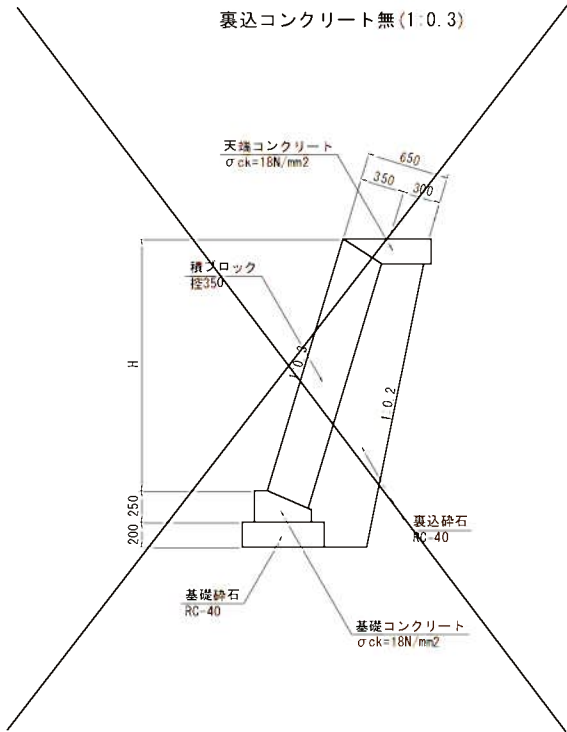 裏込コンクリート無(1:0.3)
天端コンクリート
σck=18N/mm2
650
350
300
積ブロック
控350
H
1:0.3
1:0.2
250
200
裏込砕石
RC-40
基礎砕石
RC-40
基礎コンクリート
σck=18N/mm2